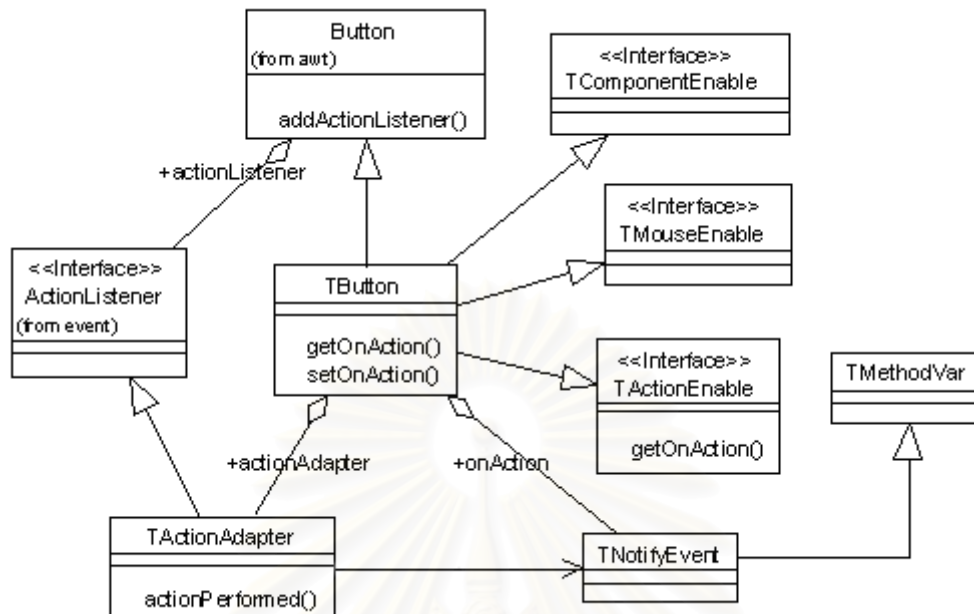 Button
(from awt)
addActionListener()
<<Interface>>
TComponentEnable
+actionListener
<<Interface>>
TMouseEnable
<<Interface>>
ActionListener
(from event)
TButton
getOnAction()
setOnAction()
<<Interface>>
TActionEnable
getOnAction()
TMethodVar
+actionAdapter
+onAction
TActionAdapter
actionPerformed()
TNotifyEvent